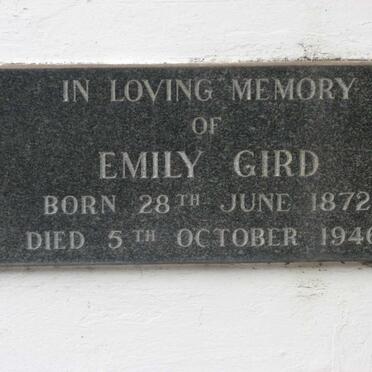 IN LOVING MEMORY
OF
EMILY GIRD
BORN 28TH JUNE 1872
DIED 5TH OCTOBER 1946